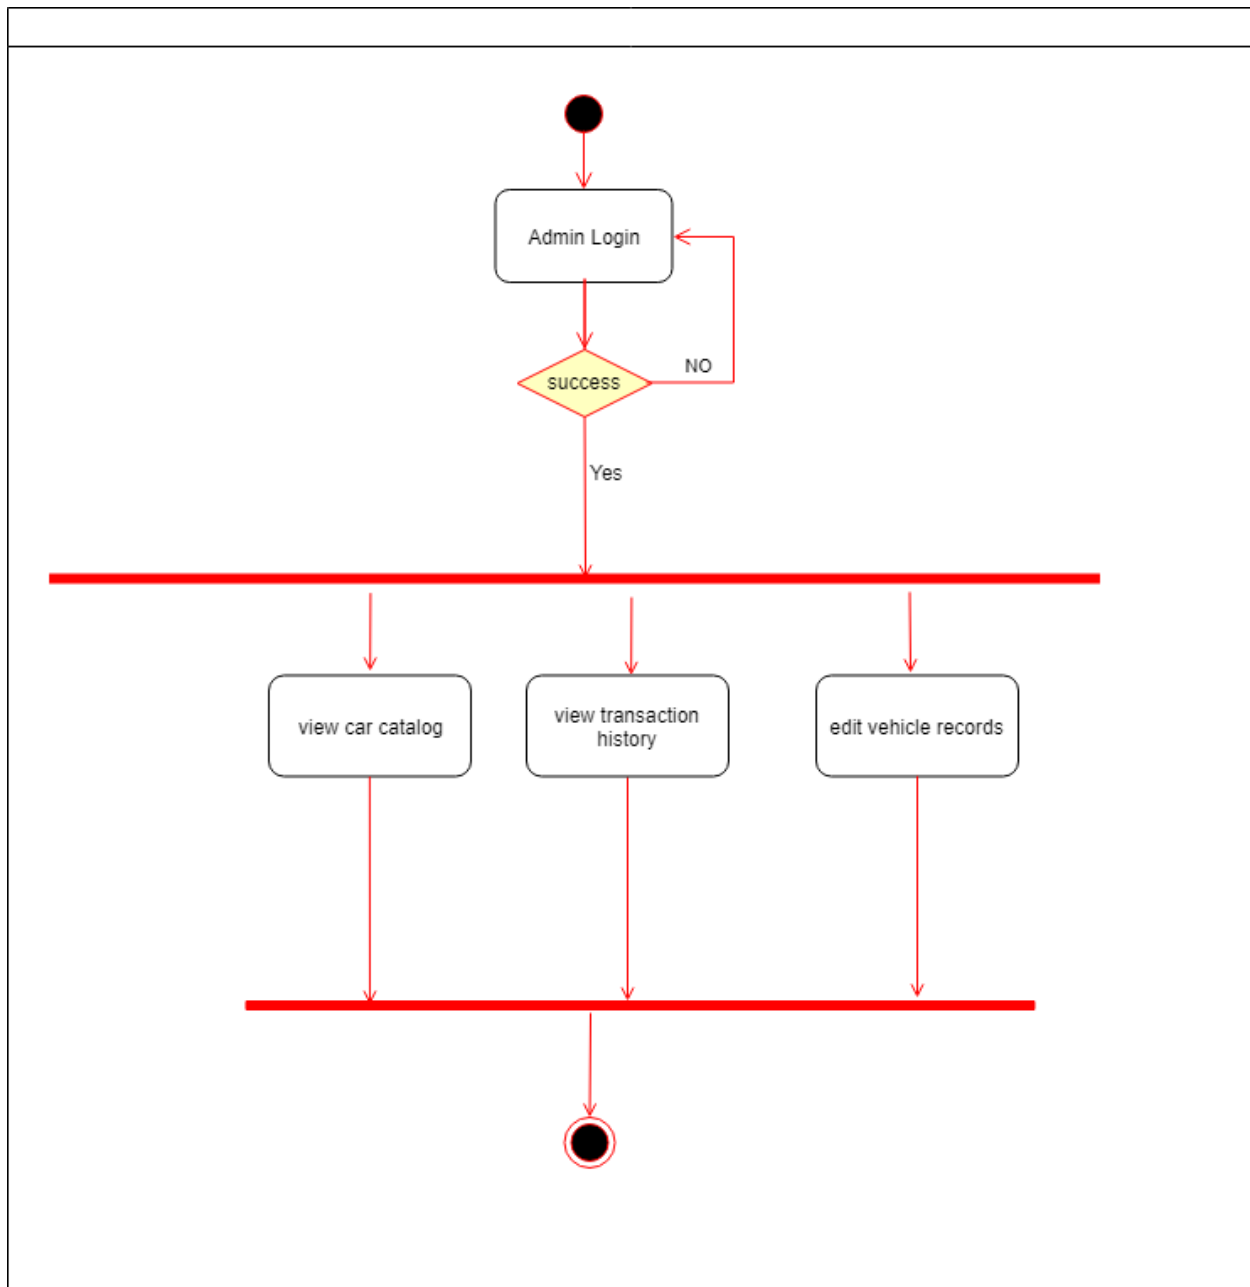 Admin Login
success
NO
Yes
view car catalog
view transaction
history
edit vehicle records